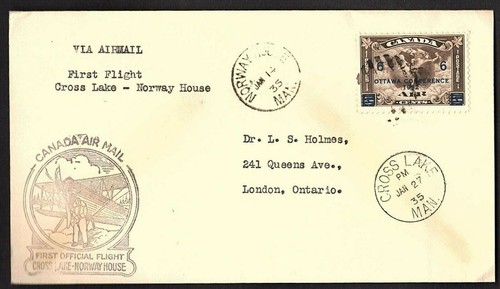 VIA AIRMAIL
First Flight
Cross Lake - Norway House
NORWAY
JAN 14
35
MAN.
CANADA
6 6
OTTAWA CONFERENCE
1932
AIR
CENTS
Dr. L. S. Holmes,
241 Queens Ave.,
London, Ontario.
CROSS LAKE
PM
JAN 27
35
MAN.
CANADA AIR MAIL
FIRST OFFICIAL FLIGHT
CROSS LAKE-NORWAY HOUSE